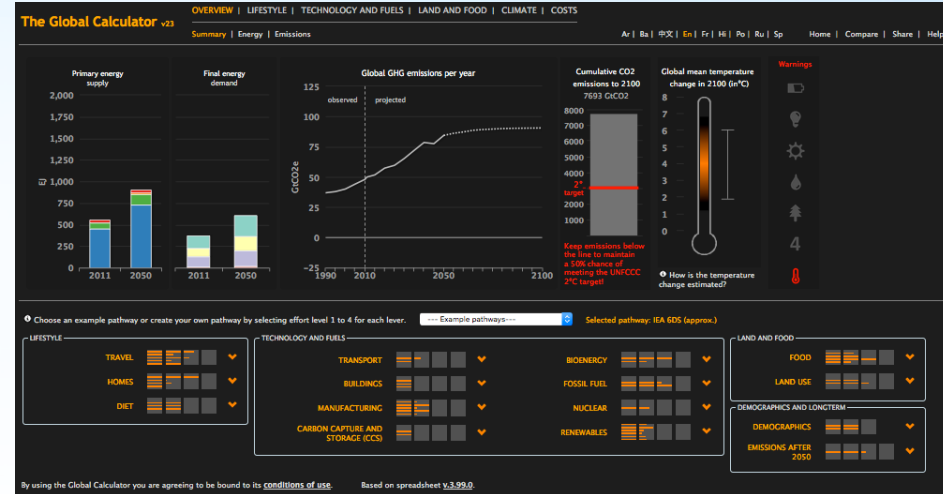 The Global Calculator v23
OVERVIEW | LIFESTYLE | TECHNOLOGY AND FUELS | LAND AND FOOD | CLIMATE | COSTS
Summary | Energy | Emissions
Ar | Ba | 中文 | En | Fr | Hi | Po | Ru | Sp
Home | Compare | Share | Help
Primary energy
supply
2,000
1,750
1,500
1,250
EJ 1,000
750
500
250
0
2011 2050
Final energy
demand
2011 2050
Global GHG emissions per year
125
observed projected
100
75
GtCO2e
50
25
0
-25
1990 2010 2050 2100
Cumulative CO2
emissions to 2100
7693 GtCO2
8000
7000
6000
5000
4000
2°
target
2000
1000
Keep emissions below
the line to maintain
a 50% chance of
meeting the UNFCCC
2°C target!
Global mean temperature
change in 2100 (in°C)
8
7
6
5
4
3
2
1
0
How is the temperature
change estimated?
Warnings
4
Choose an example pathway or create your own pathway by selecting effort level 1 to 4 for each lever.
--- Example pathways---
Selected pathway: IEA 6DS (approx.)
LIFESTYLE
TRAVEL
HOMES
DIET
TECHNOLOGY AND FUELS
TRANSPORT
BUILDINGS
MANUFACTURING
CARBON CAPTURE AND
STORAGE (CCS)
BIOENERGY
FOSSIL FUEL
NUCLEAR
RENEWABLES
LAND AND FOOD
FOOD
LAND USE
DEMOGRAPHICS AND LONGTERM
DEMOGRAPHICS
EMISSIONS AFTER
2050
By using the Global Calculator you are agreeing to be bound to its conditions of use.
Based on spreadsheet v.3.99.0.